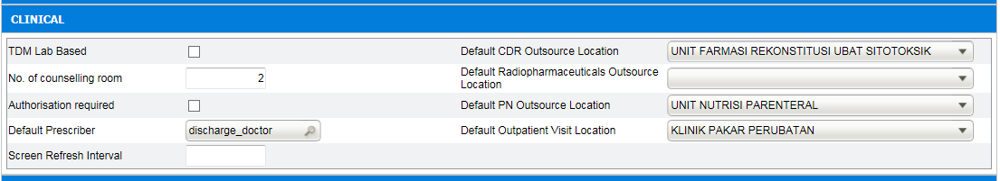 CLINICAL
TDM Lab Based
Default CDR Outsource Location
UNIT FARMASI REKONSTITUSI UBAT SITOTOKSIK
No. of counselling room
2
Default Radiopharmaceuticals Outsource
Location
Authorisation required
Default PN Outsource Location
UNIT NUTRISI PARENTERAL
Default Prescriber
discharge_doctor
Default Outpatient Visit Location
KLINIK PAKAR PERUBATAN
Screen Refresh Interval